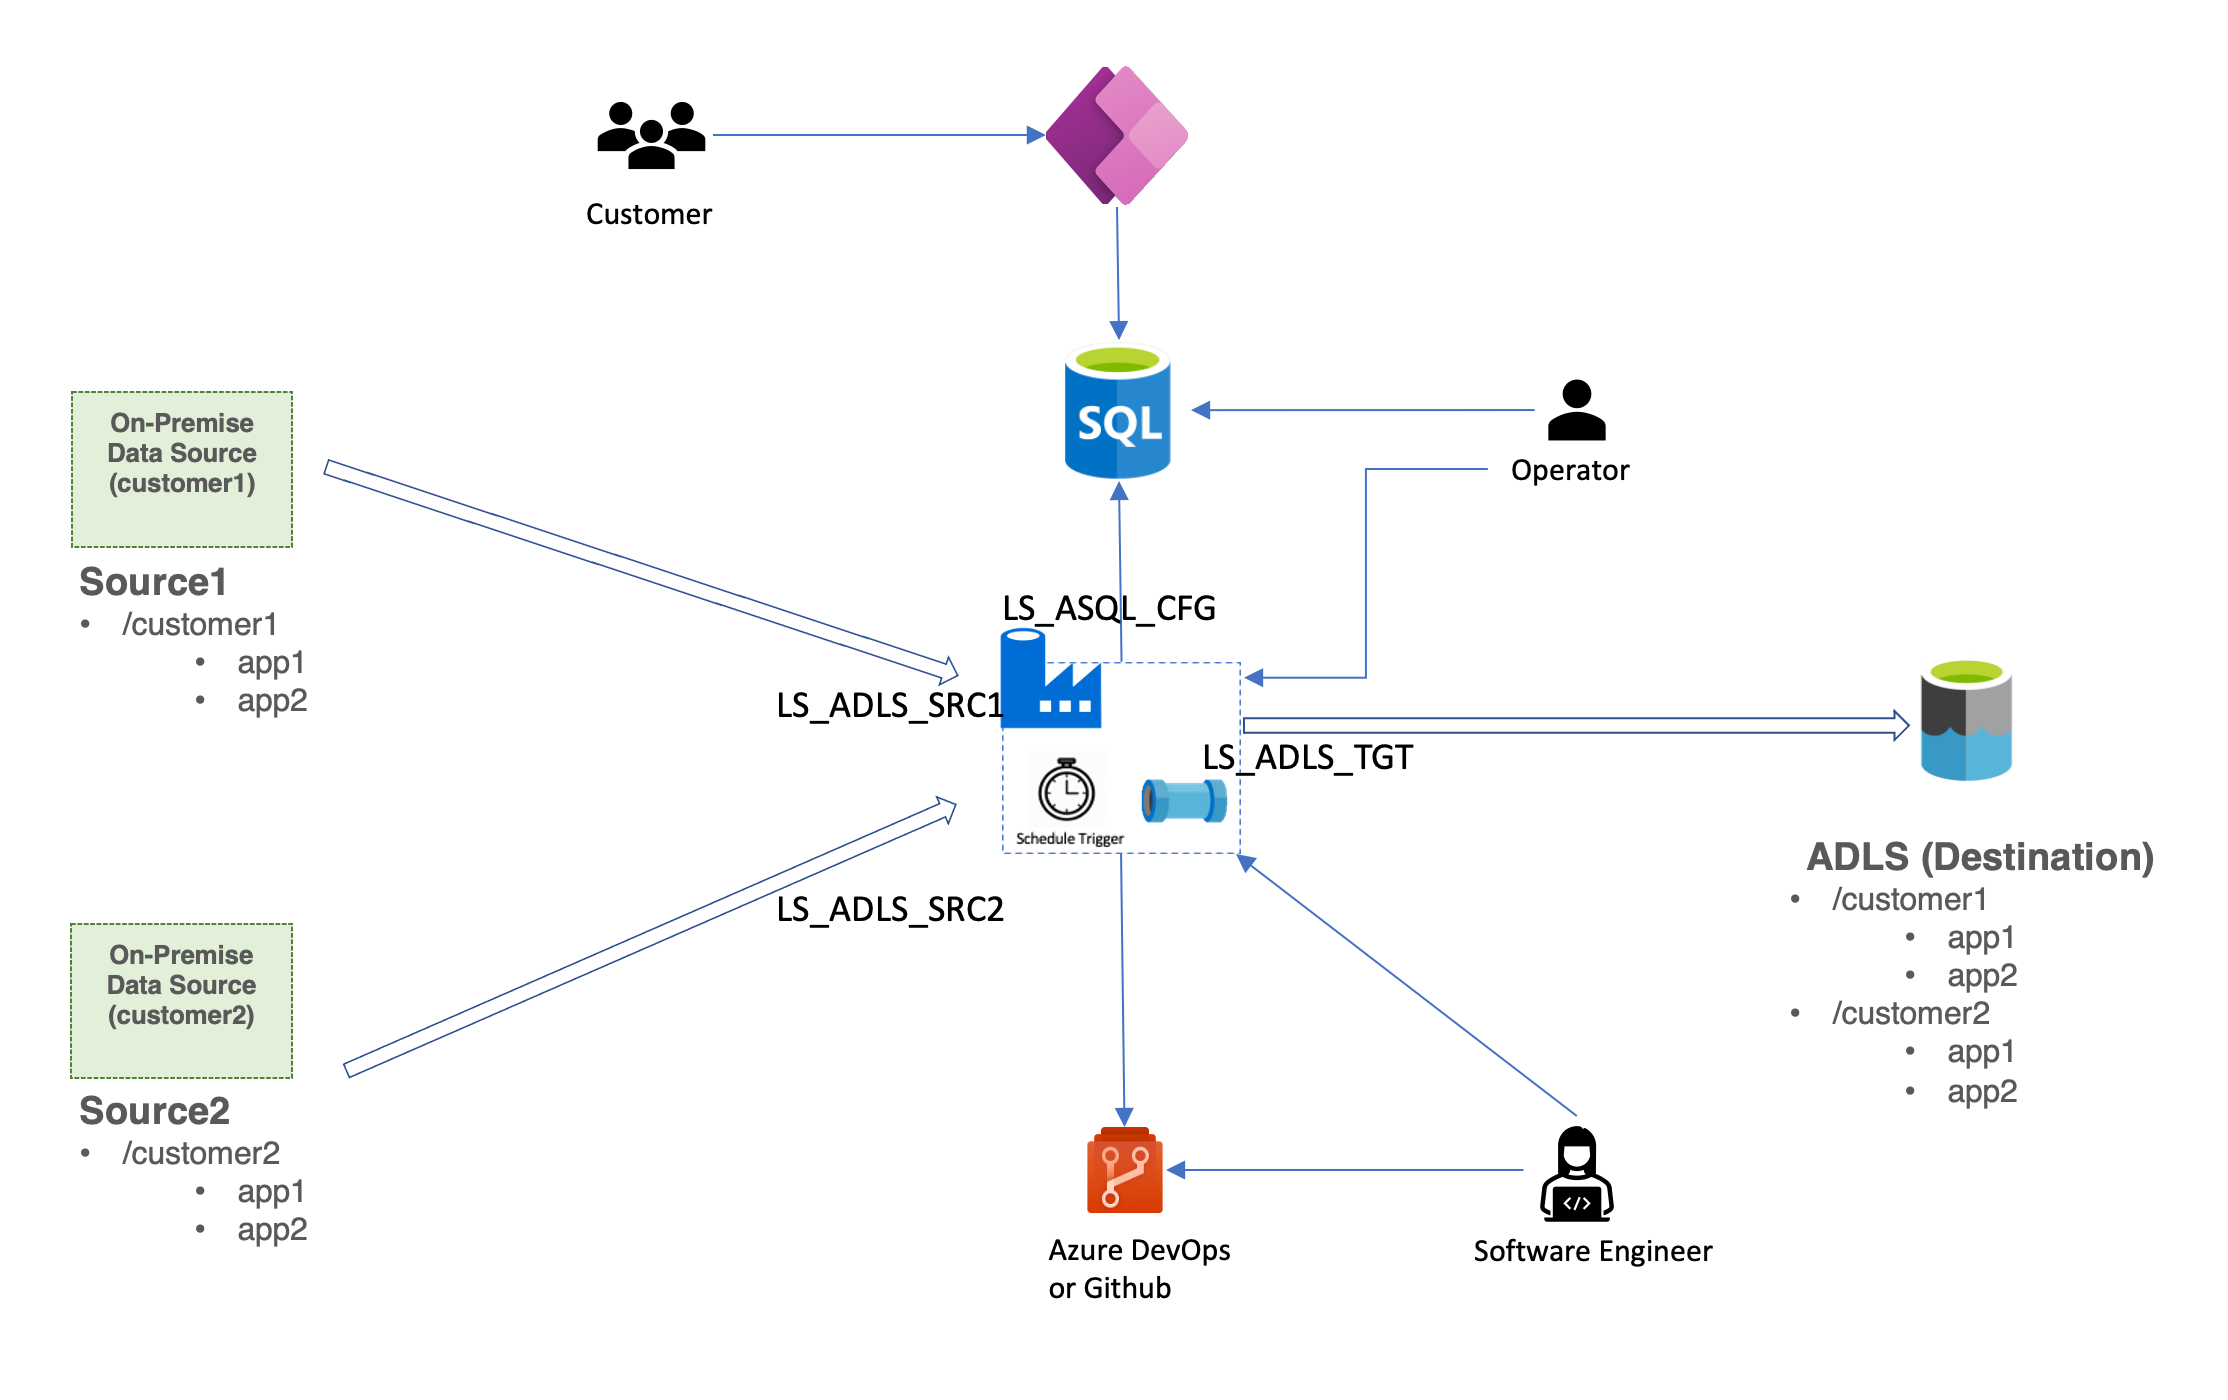 Customer
SQL
On-Premise
Data Source
(customer1)
Operator
Source1
• /customer1
• app1
• app2
LS_ASQL_CFG
LS_ADLS_SRC1
LS_ADLS_TGT
Schedule Trigger
ADLS (Destination)
• /customer1
• app1
• app2
• /customer2
• app1
• app2
LS_ADLS_SRC2
On-Premise
Data Source
(customer2)
Source2
• /customer2
• app1
• app2
</>
Azure DevOps
or Github
Software Engineer